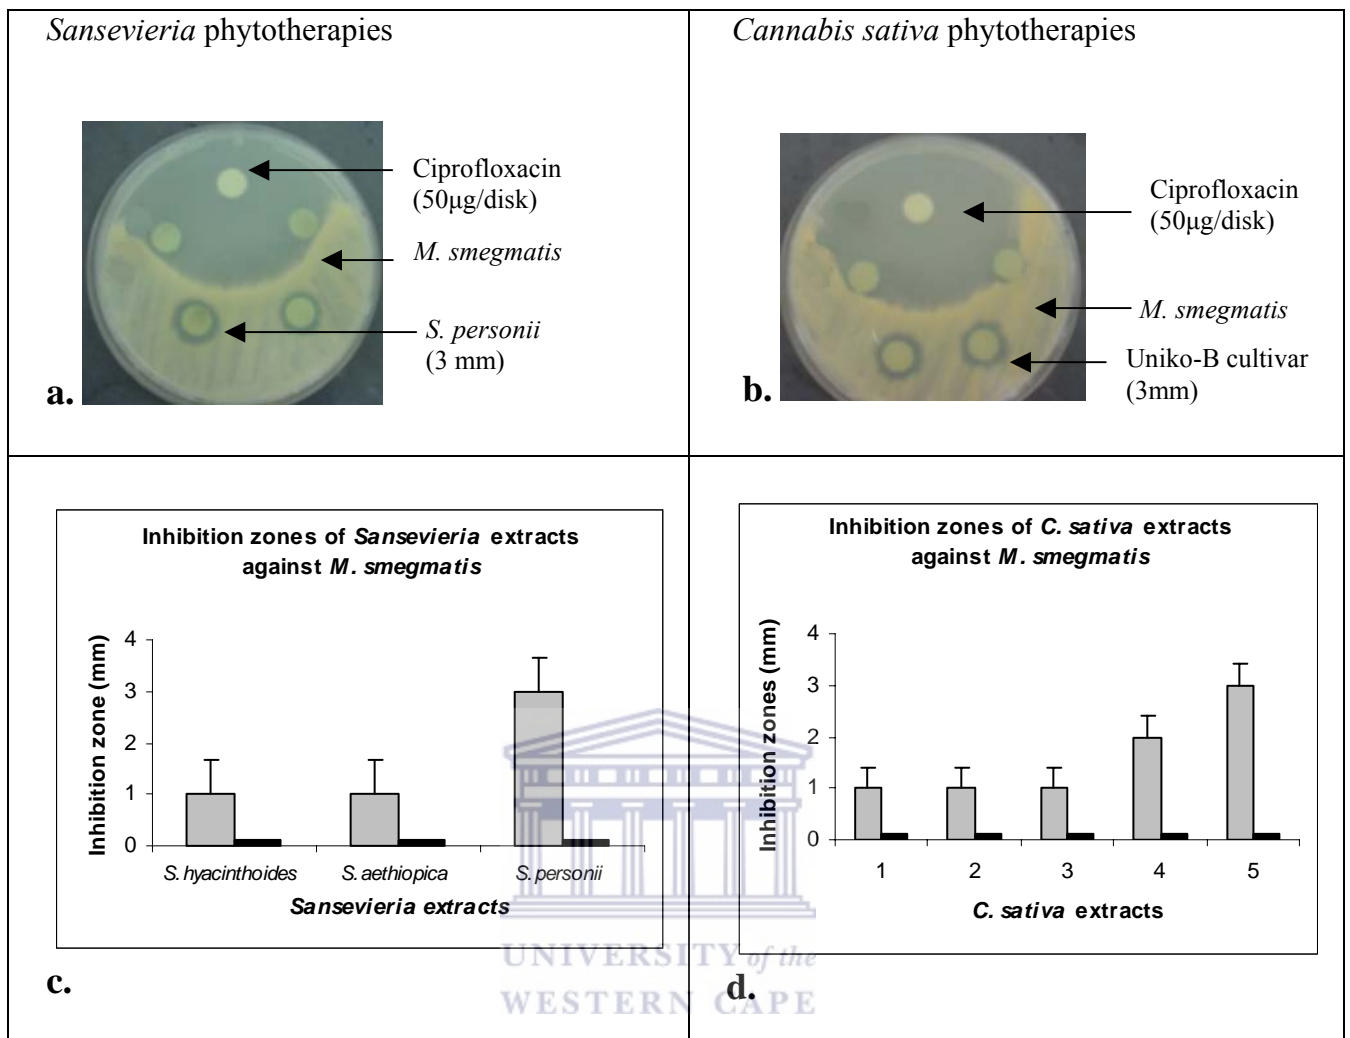 Sansevieria phytotherapies
Cannabis sativa phytotherapies
Ciprofloxacin
(50µg/disk)
M. smegmatis
S. personii
(3 mm)
a.
Ciprofloxacin
(50µg/disk)
M. smegmatis
Uniko-B cultivar
(3mm)
b.
Inhibition zones of Sansevieria extracts
against M. smegmatis
Inhibition zone (mm)
4
3
2
1
0
S. hyacinthoides S. aethiopica S. personii
Sansevieria extracts
c.
Inhibition zones of C. sativa extracts
against M. smegmatis
Inhibition zones (mm)
4
3
2
1
0
1 2 3 4 5
C. sativa extracts
d.
UNIVERSITY of the
WESTERN CAPE